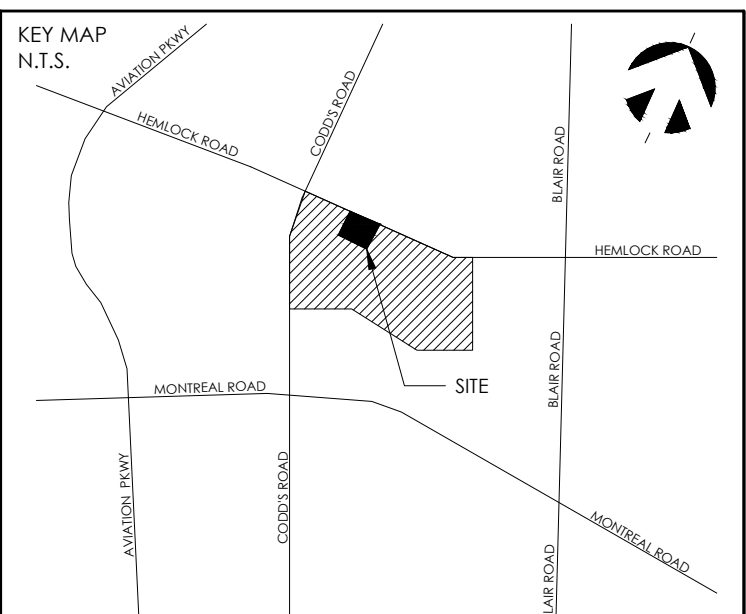 KEY MAP
N.T.S.
AVIATION PKWY
HEMLOCK ROAD
CODD'S ROAD
BLAIR ROAD
HEMLOCK ROAD
SITE
MONTREAL ROAD
BLAIR ROAD
AVIATION PKWY
CODD'S ROAD
MONTREAL ROAD
LAIR ROAD